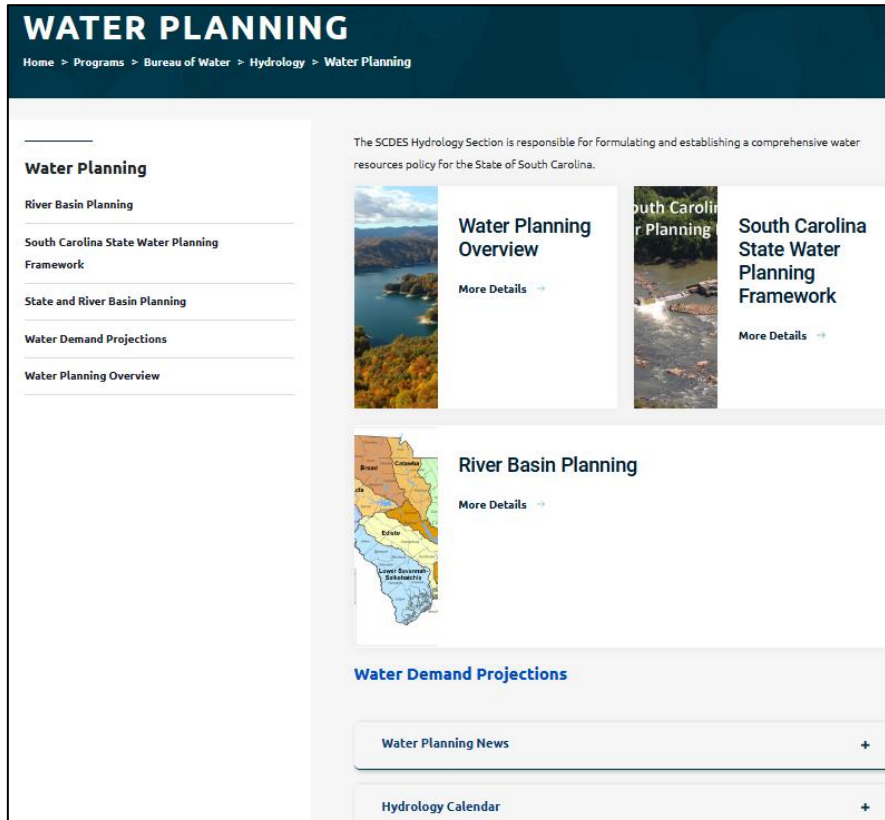 WATER PLANNING
Home > Programs > Bureau of Water > Hydrology > Water Planning
Water Planning
River Basin Planning
South Carolina State Water Planning
Framework
State and River Basin Planning
Water Demand Projections
Water Planning Overview
The SCDES Hydrology Section is responsible for formulating and establishing a comprehensive water
resources policy for the State of South Carolina.
Water Planning
Overview
More Details →
outh Carolin
r Planning
South Carolina
State Water
Planning
Framework
More Details →
Broad
Catawba
Edisto
Lower Savannah-
Salkehatchie
River Basin Planning
More Details →
Water Demand Projections
Water Planning News +
Hydrology Calendar +